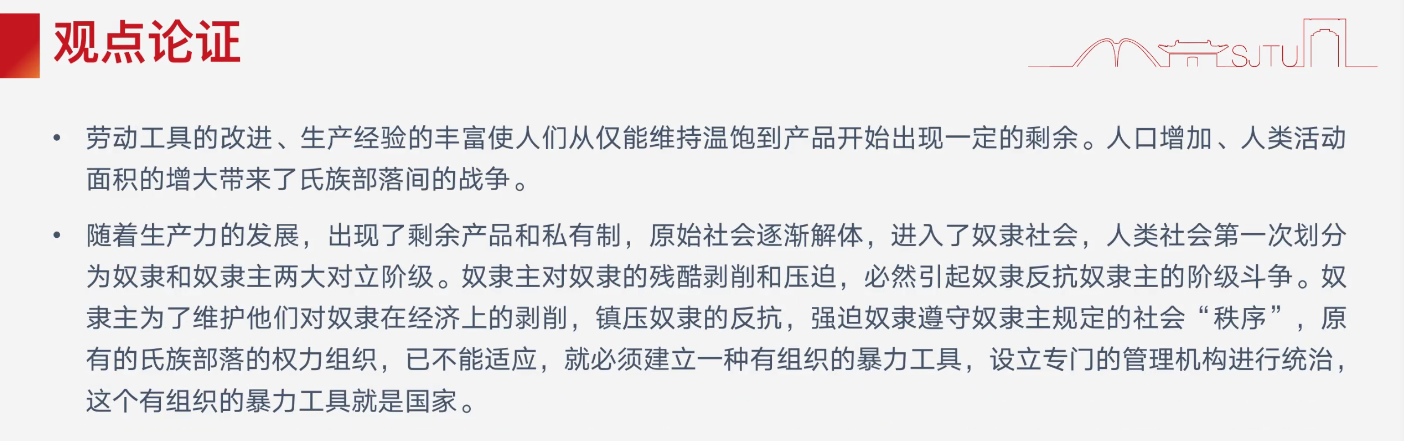 观点论证
SJTU
• 劳动工具的改进、生产经验的丰富使人们从仅能维持温饱到产品开始出现一定的剩余。人口增加、人类活动
面积的增大带来了氏族部落间的战争。
• 随着生产力的发展，出现了剩余产品和私有制，原始社会逐渐解体，进入了奴隶社会，人类社会第一次划分
为奴隶和奴隶主两大对立阶级。奴隶主对奴隶的残酷剥削和压迫，必然引起奴隶反抗奴隶主的阶级斗争。奴
隶主为了维护他们对奴隶在经济上的剥削，镇压奴隶的反抗，强迫奴隶遵守奴隶主规定的社会“秩序”，原
有的氏族部落的权力组织，已不能适应，就必须建立一种有组织的暴力工具，设立专门的管理机构进行统治，
这个有组织的暴力工具就是国家。